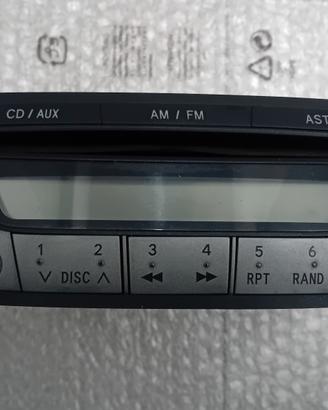 CD / AUX AM / FM AST
1 2 3 4 5 6
DISC RPT RAND